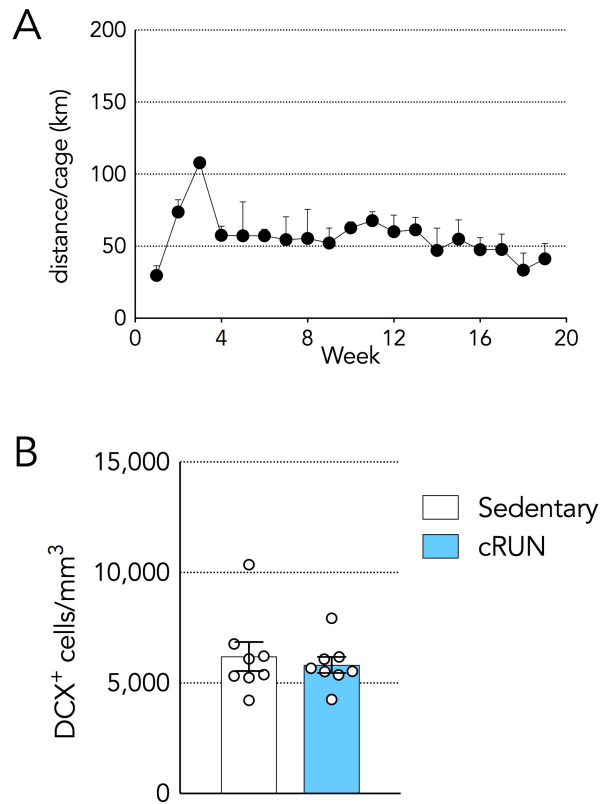 A
200
150
100
50
0
distance/cage (km)
0 4 8 12 16 20
Week
B
15,000
10,000
5,000
0
DCX⁺ cells/mm³
Sedentary
cRUN